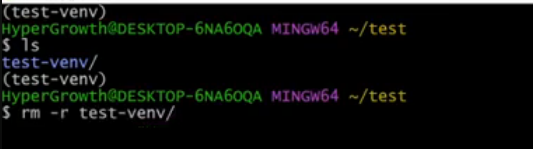 (test-venv)
HyperGrowth@DESKTOP-6NA6OQA MINGW64 ~/test
$ ls
test-venv/
(test-venv)
HyperGrowth@DESKTOP-6NA6OQA MINGW64 ~/test
$ rm -r test-venv/